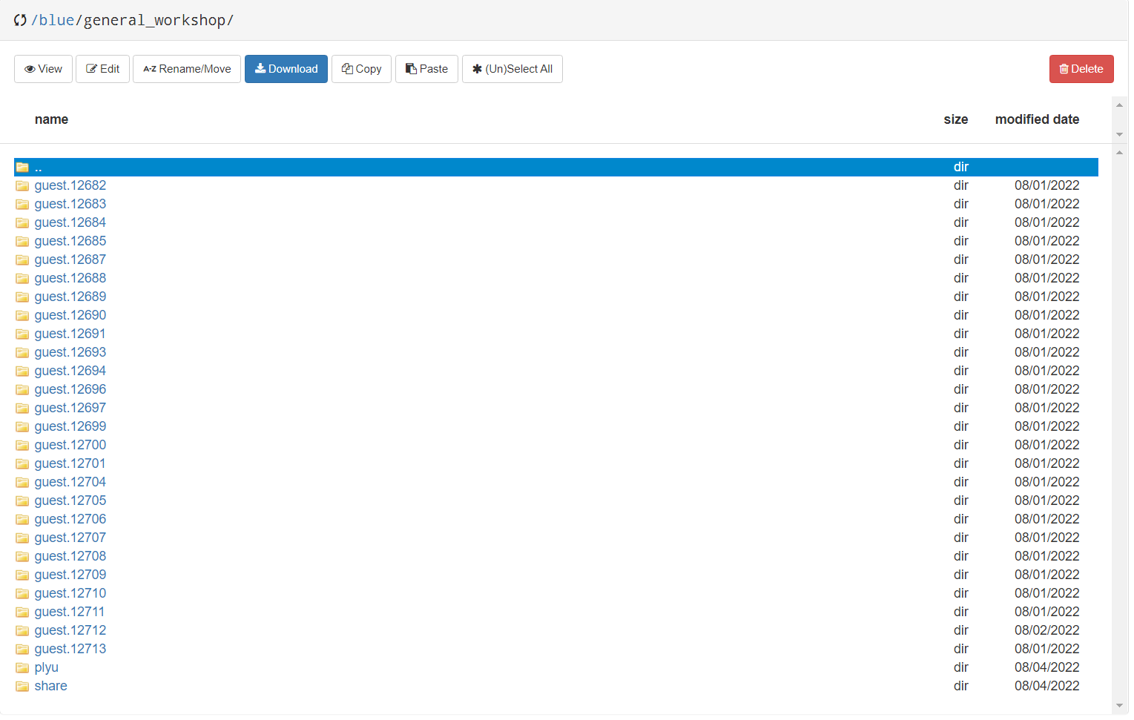 /blue/general_workshop/
View Edit A-Z Rename/Move Download Copy Paste (Un)Select All Delete
name size modified date
.. dir
guest.12682 dir 08/01/2022
guest.12683 dir 08/01/2022
guest.12684 dir 08/01/2022
guest.12685 dir 08/01/2022
guest.12687 dir 08/01/2022
guest.12688 dir 08/01/2022
guest.12689 dir 08/01/2022
guest.12690 dir 08/01/2022
guest.12691 dir 08/01/2022
guest.12693 dir 08/01/2022
guest.12694 dir 08/01/2022
guest.12696 dir 08/01/2022
guest.12697 dir 08/01/2022
guest.12699 dir 08/01/2022
guest.12700 dir 08/01/2022
guest.12701 dir 08/01/2022
guest.12704 dir 08/01/2022
guest.12705 dir 08/01/2022
guest.12706 dir 08/01/2022
guest.12707 dir 08/01/2022
guest.12708 dir 08/01/2022
guest.12709 dir 08/01/2022
guest.12710 dir 08/01/2022
guest.12711 dir 08/01/2022
guest.12712 dir 08/02/2022
guest.12713 dir 08/01/2022
plyu dir 08/04/2022
share dir 08/04/2022